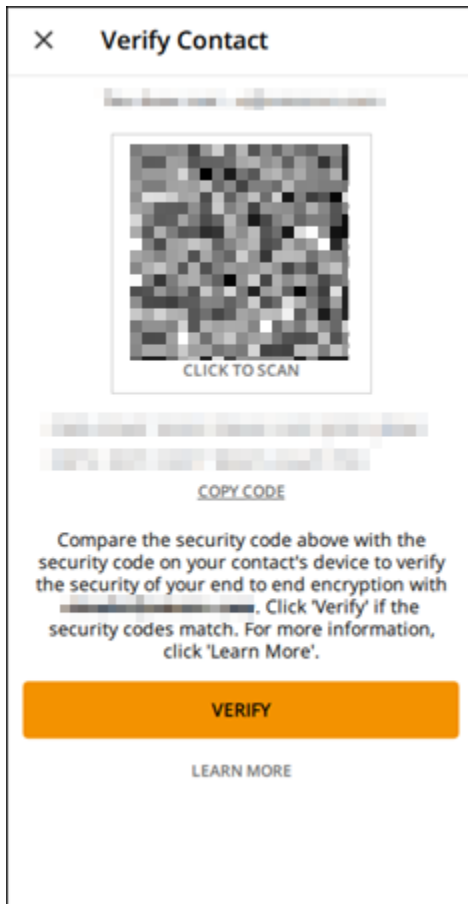 Verify Contact
CLICK TO SCAN
COPY CODE
Compare the security code above with the
security code on your contact's device to verify
the security of your end to end encryption with
. Click 'Verify' if the
security codes match. For more information,
click 'Learn More'.
VERIFY
LEARN MORE